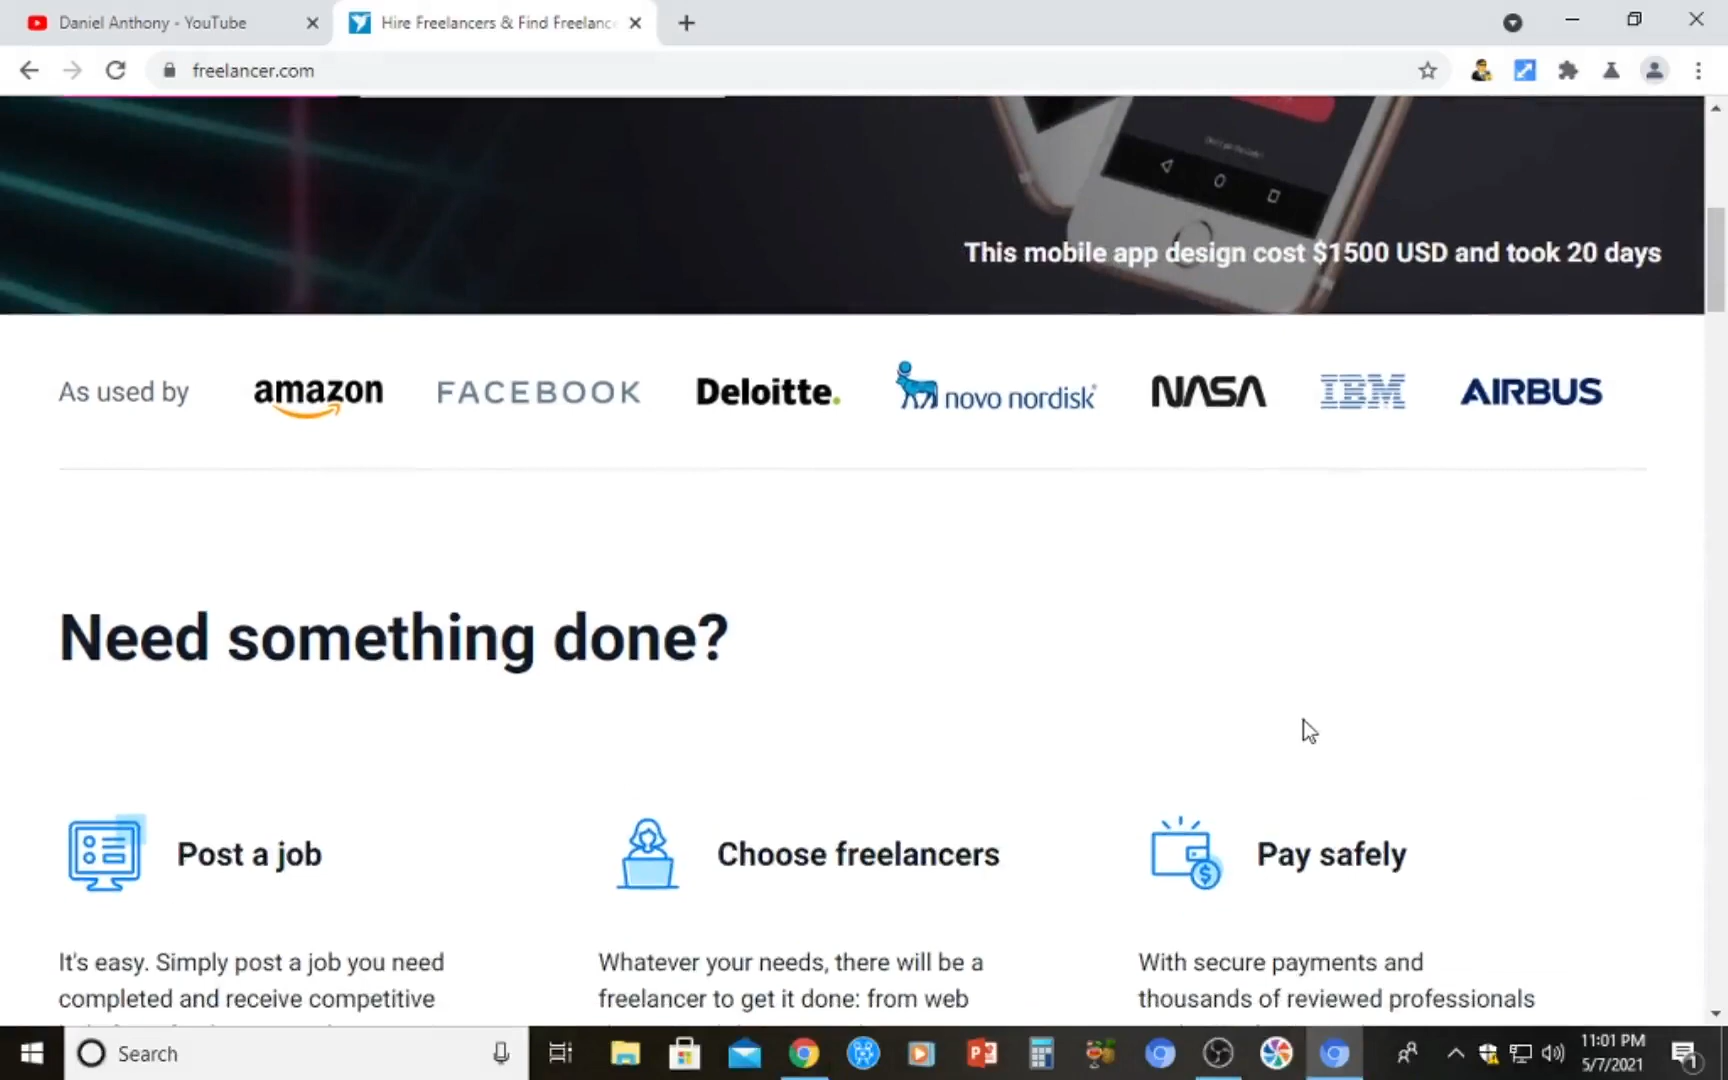 Daniel Anthony - YouTube
Hire Freelancers & Find Freelanc
freelancer.com
This mobile app design cost $1500 USD and took 20 days
As used by
amazon
FACEBOOK
Deloitte.
novo nordisk
NASA
IBM
AIRBUS
Need something done?
Post a job
Choose freelancers
Pay safely
It's easy. Simply post a job you need
completed and receive competitive
Whatever your needs, there will be a
freelancer to get it done: from web
With secure payments and
thousands of reviewed professionals
Search
11:01 PM
5/7/2021
1